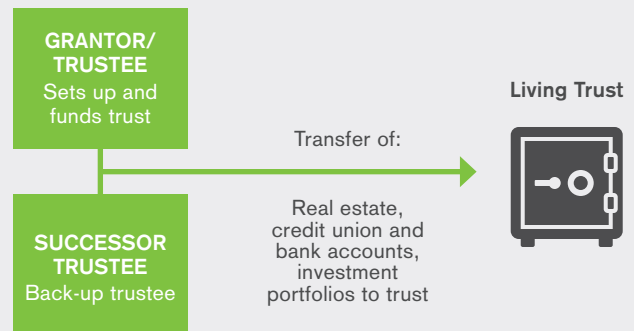 GRANTOR/
TRUSTEE
Sets up and
funds trust
Living Trust
Transfer of:
Real estate,
credit union and
bank accounts,
investment
portfolios to trust
SUCCESSOR
TRUSTEE
Back-up trustee